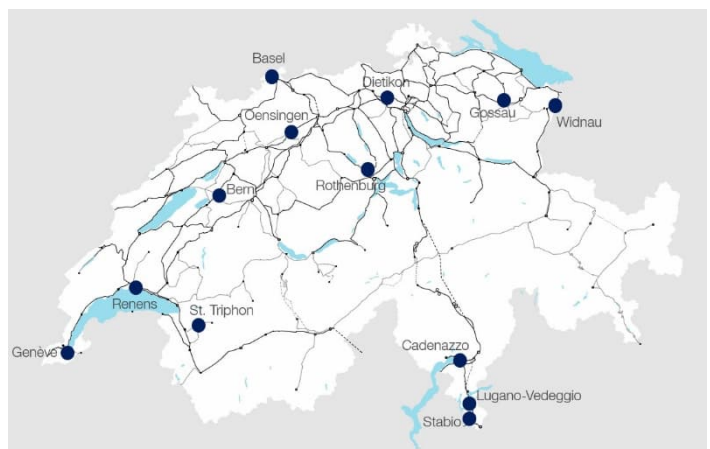 Basel
Dietikon
Oensingen
Gossau
Widnau
Rothenburg
Bern
Renens
St. Triphon
Genève
Cadenazzo
Lugano-Vedeggio
Stabio